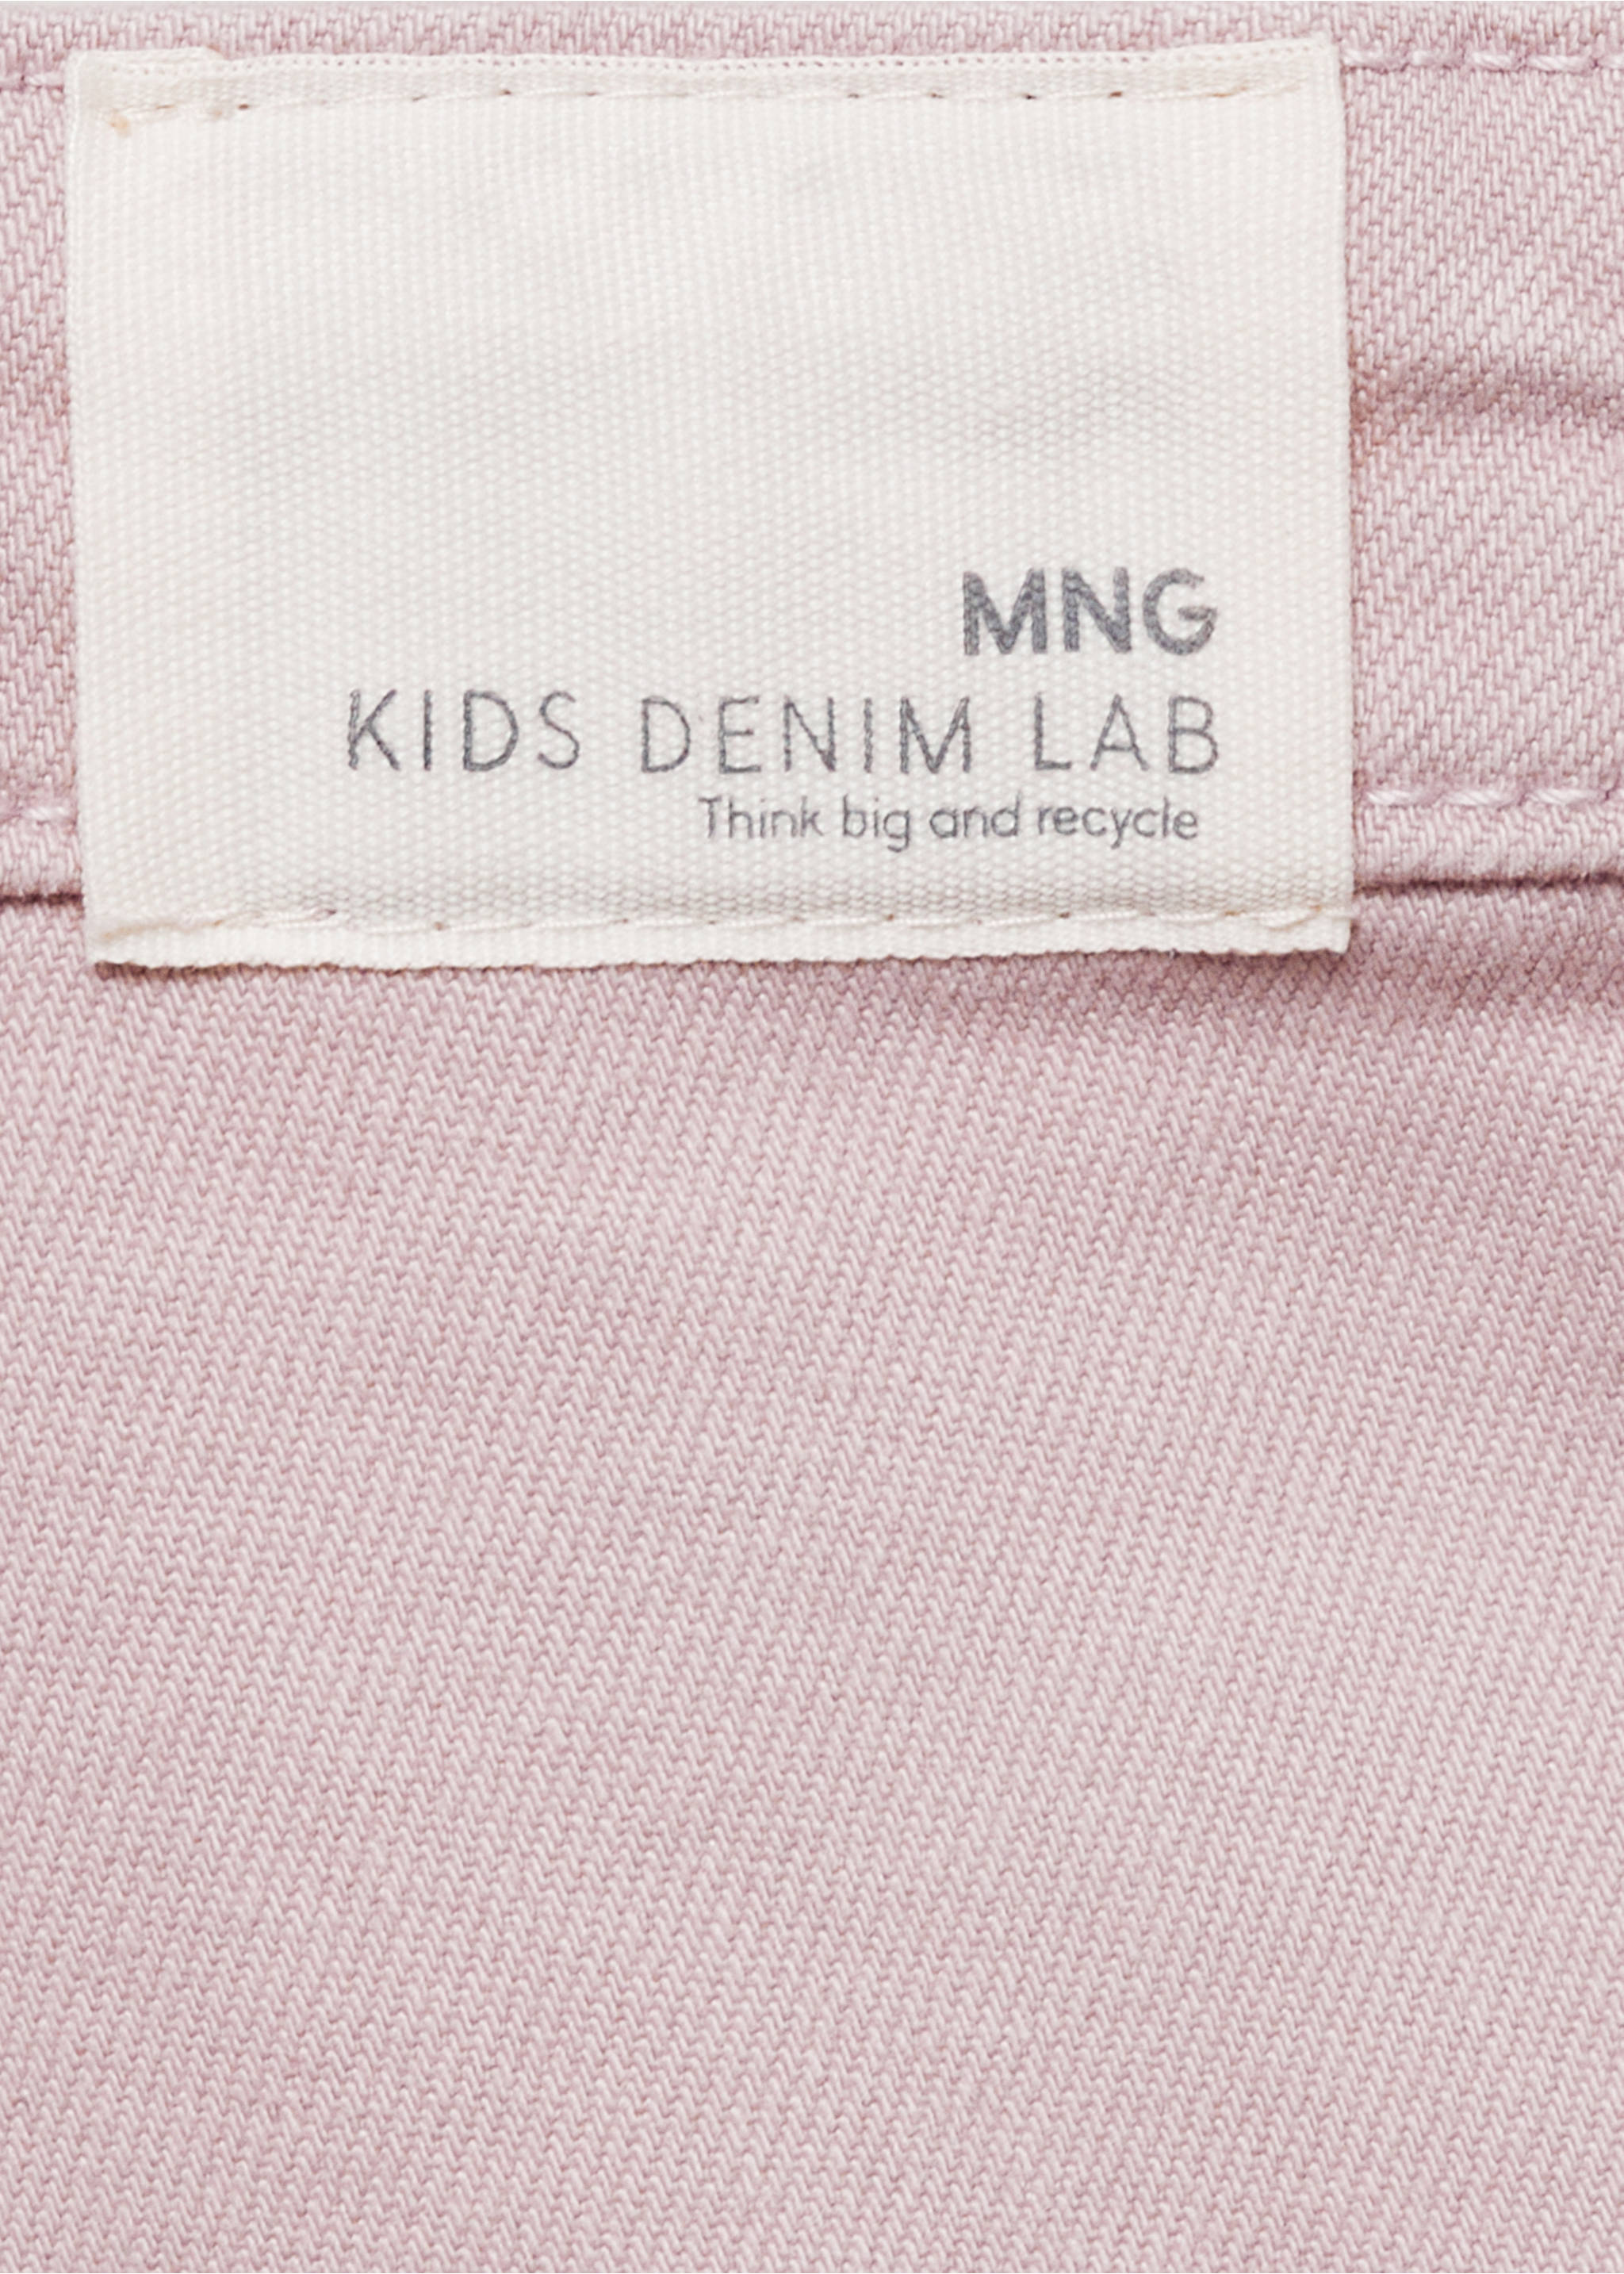 MNG
KIDS DENIM LAB
Think big and recycle